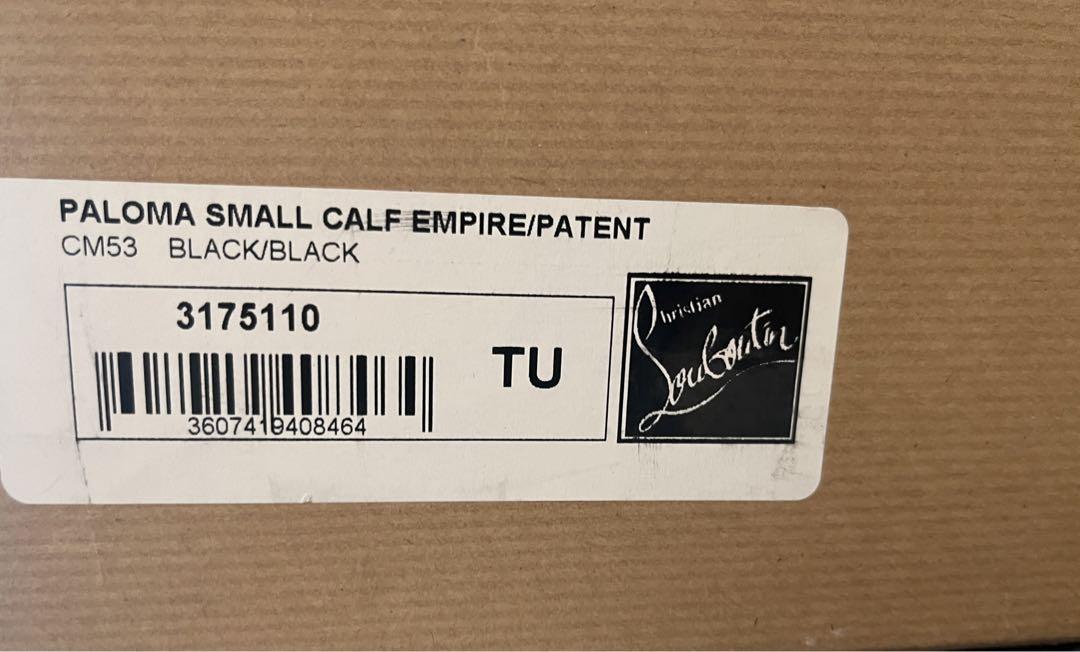 PALOMA SMALL CALF EMPIRE/PATENT
CM53 BLACK/BLACK
3175110
TU
3607419408464
Christian
Louboutin